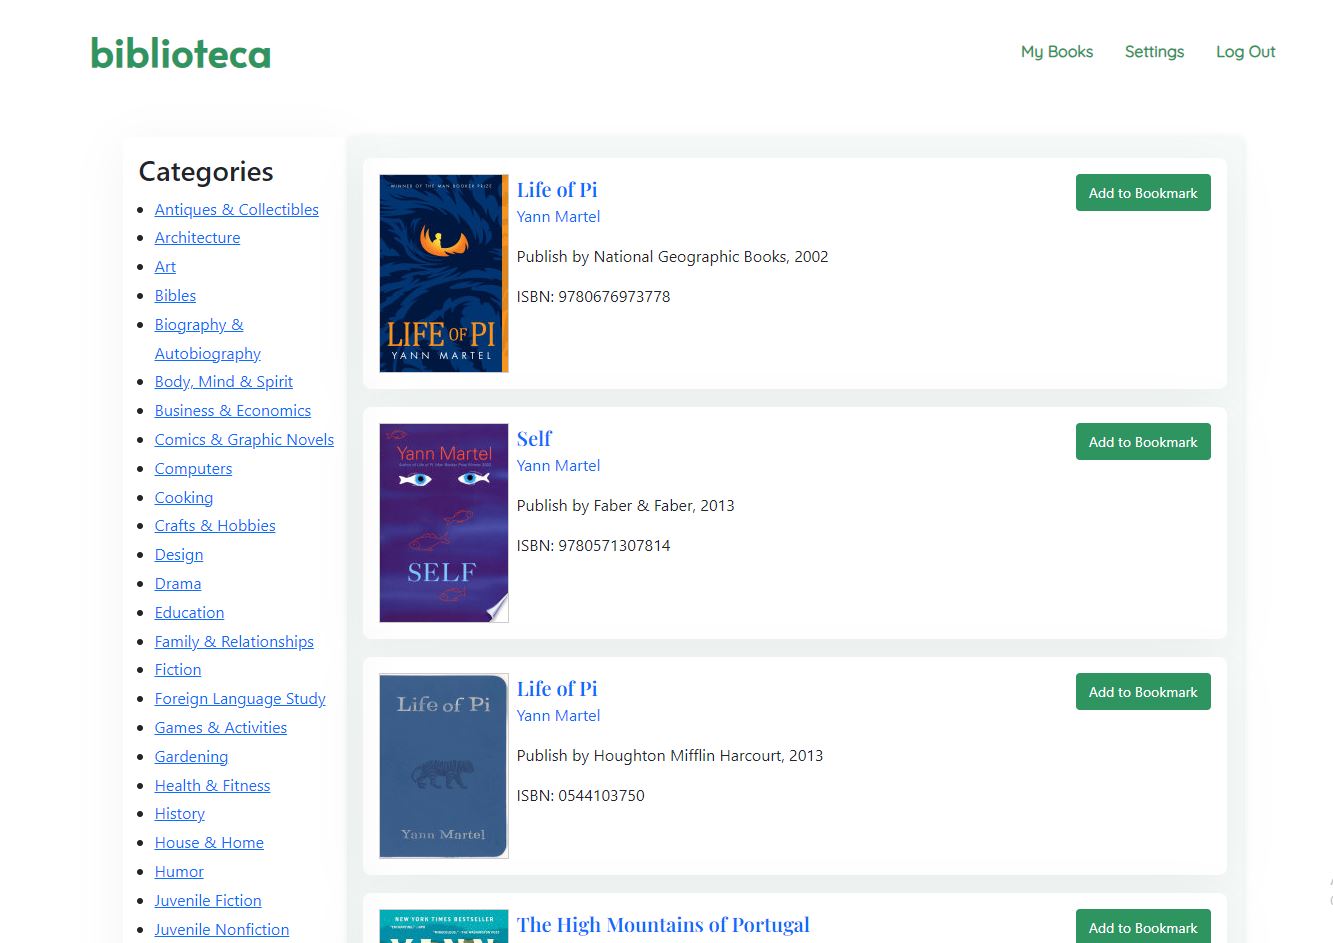 biblioteca
My Books
Settings
Log Out
Categories
Antiques & Collectibles
Architecture
Art
Bibles
Biography &
Autobiography
Body, Mind & Spirit
Business & Economics
Comics & Graphic Novels
Computers
Cooking
Crafts & Hobbies
Design
Drama
Education
Family & Relationships
Fiction
Foreign Language Study
Games & Activities
Gardening
Health & Fitness
History
House & Home
Humor
Juvenile Fiction
Juvenile Nonfiction
WINNER OF THE MAN BOOKER PRIZE
LIFE OF PI
YANN MARTEL
Life of Pi
Yann Martel
Publish by National Geographic Books, 2002
ISBN: 9780676973778
Add to Bookmark
Yann Martel
SELF
Self
Yann Martel
Publish by Faber & Faber, 2013
ISBN: 9780571307814
Add to Bookmark
Life of Pi
Yann Martel
Life of Pi
Yann Martel
Publish by Houghton Mifflin Harcourt, 2013
ISBN: 0544103750
Add to Bookmark
NEW YORK TIMES BESTSELLER
The High Mountains of Portugal
Add to Bookmark